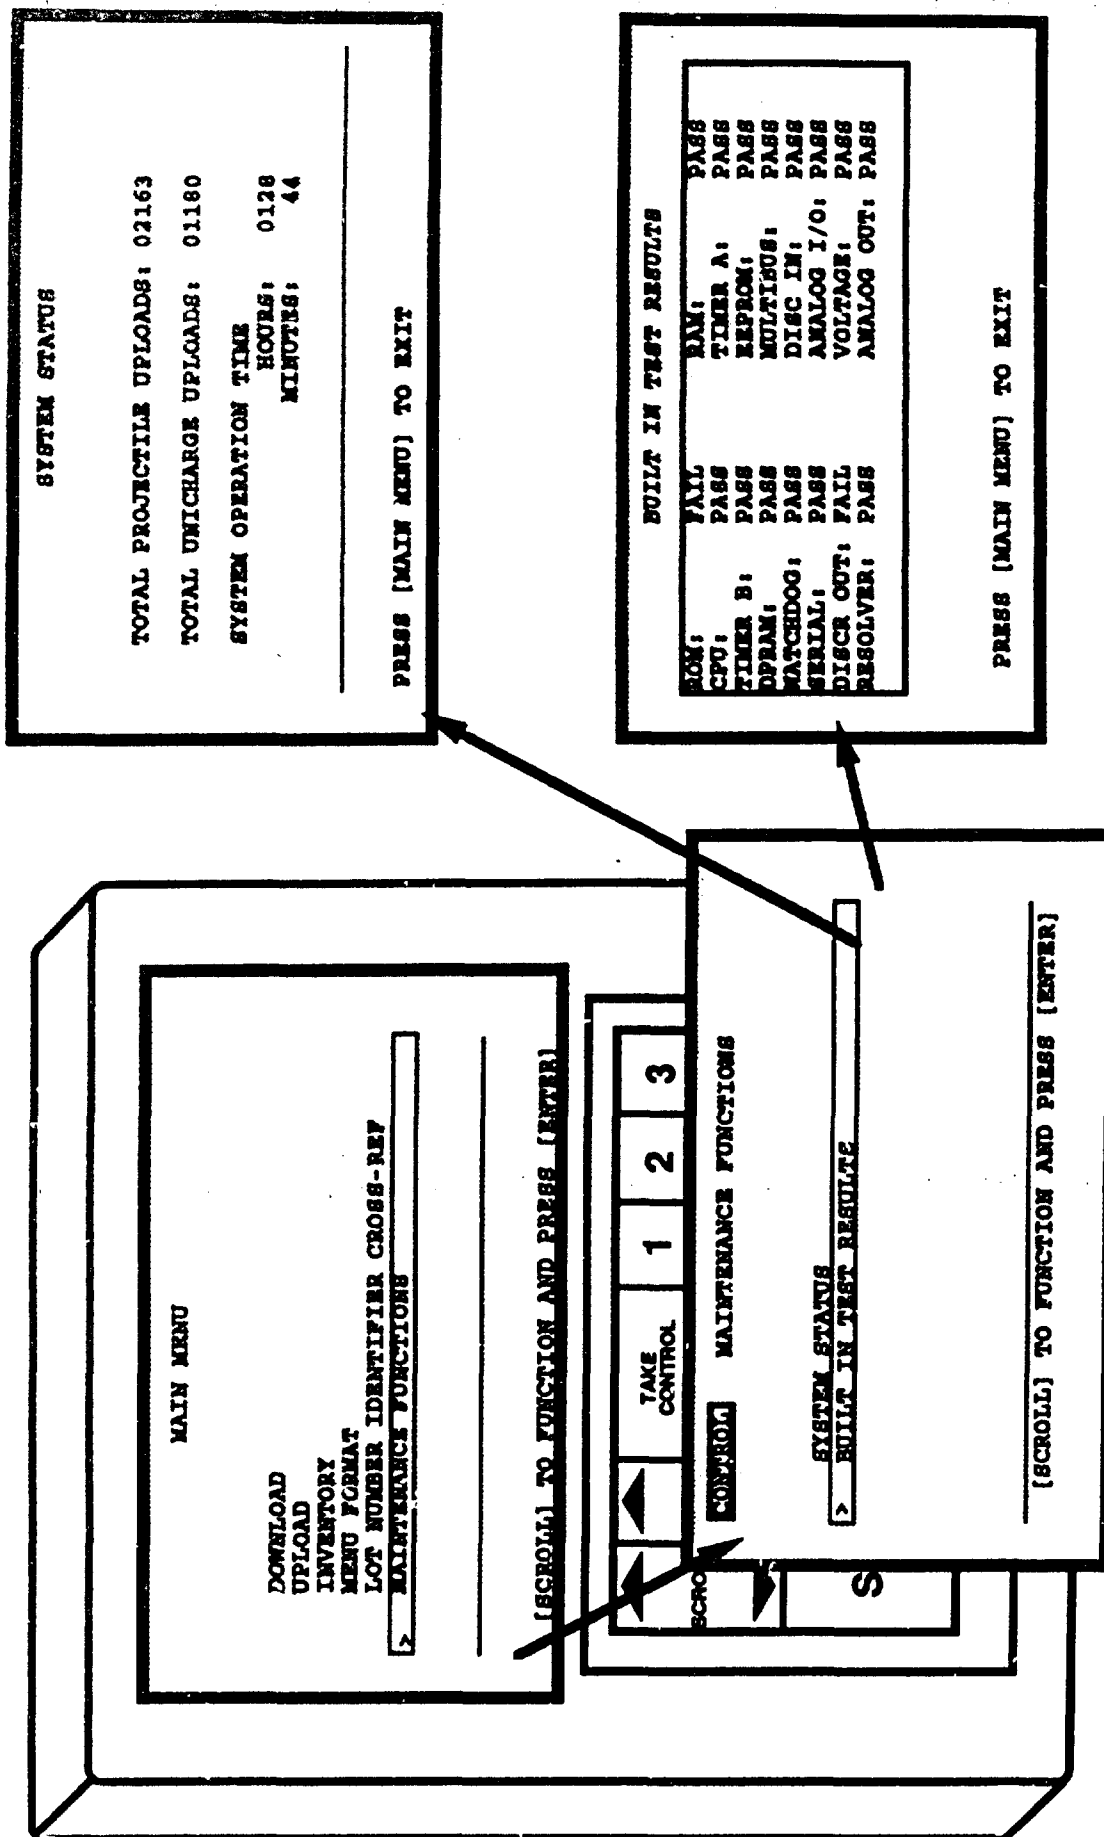 MAIN MENU
DOWNLOAD
UPLOAD
INVENTORY
MENU FORMAT
LOT NUMBER IDENTIFIER CROSS-REF
> MAINTENANCE FUNCTIONS
[SCROLL] TO FUNCTION AND PRESS [ENTER]
SCRO
TAKE CONTROL
1 2 3
S
CONTROL MAINTENANCE FUNCTIONS
SYSTEM STATUS
> BUILT IN TEST RESULTS
[SCROLL] TO FUNCTION AND PRESS [ENTER]
SYSTEM STATUS
TOTAL PROJECTILE UPLOADS: 02163
TOTAL UNICHARGE UPLOADS: 01180
SYSTEM OPERATION TIME
HOURS: 0128
MINUTES: 44
PRESS [MAIN MENU] TO EXIT
BUILT IN TEST RESULTS
ROM: FAIL RAM: PASS
CPU: PASS TIMER A: PASS
TIMER B: PASS EEPROM: PASS
DPRAM: PASS MULTIBUS: PASS
WATCHDOG: PASS DISC IN: PASS
SERIAL: PASS ANALOG I/O: PASS
DISCR OUT: FAIL VOLTAGE: PASS
RESOLVER: PASS ANALOG OUT: PASS
PRESS [MAIN MENU] TO EXIT